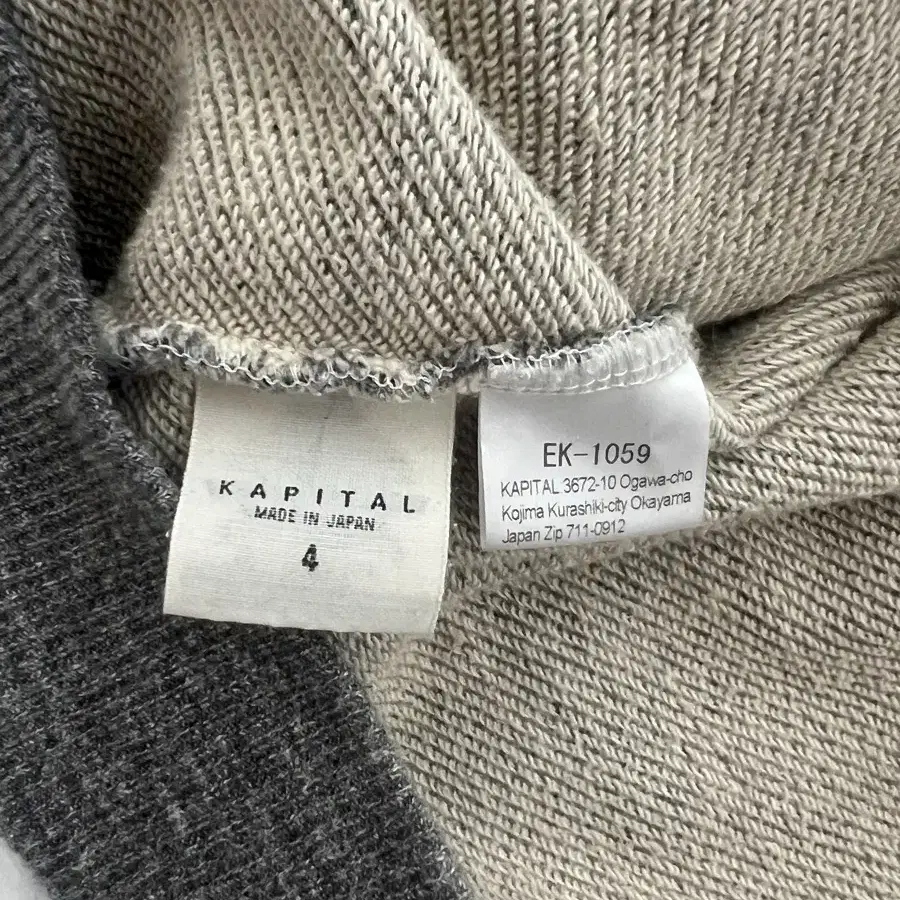 KAPITAL
MADE IN JAPAN
4
EK-1059
KAPITAL 3672-10 Ogawa-cho
Kojima Kurashiki-city Okayama
Japan Zip 711-0912